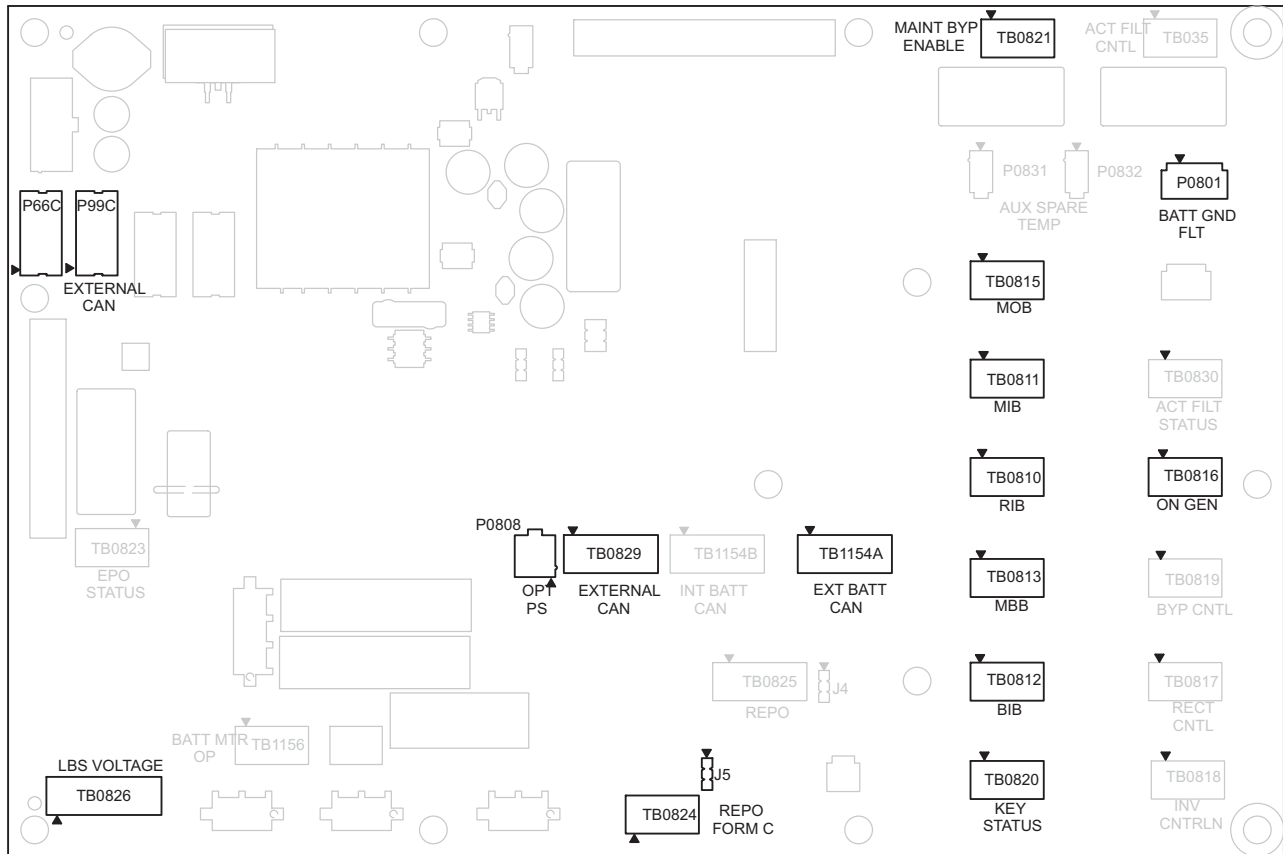 MAINT BYP
ENABLE
TB0821
ACT FILT
CNTL
TB035
P0831
P0832
AUX SPARE
TEMP
P0801
BATT GND
FLT
P66C
P99C
EXTERNAL
CAN
TB0815
MOB
TB0811
MIB
TB0830
ACT FILT
STATUS
TB0810
RIB
TB0816
ON GEN
TB0823
EPO
STATUS
P0808
OPT
PS
TB0829
EXTERNAL
CAN
TB1154B
INT BATT
CAN
TB1154A
EXT BATT
CAN
TB0813
MBB
TB0819
BYP CNTL
TB0825
REPO
J4
TB0812
BIB
TB0817
RECT
CNTL
BATT MTR
OP
TB1156
LBS VOLTAGE
TB0826
J5
TB0824
REPO
FORM C
TB0820
KEY
STATUS
TB0818
INV
CNTRLN